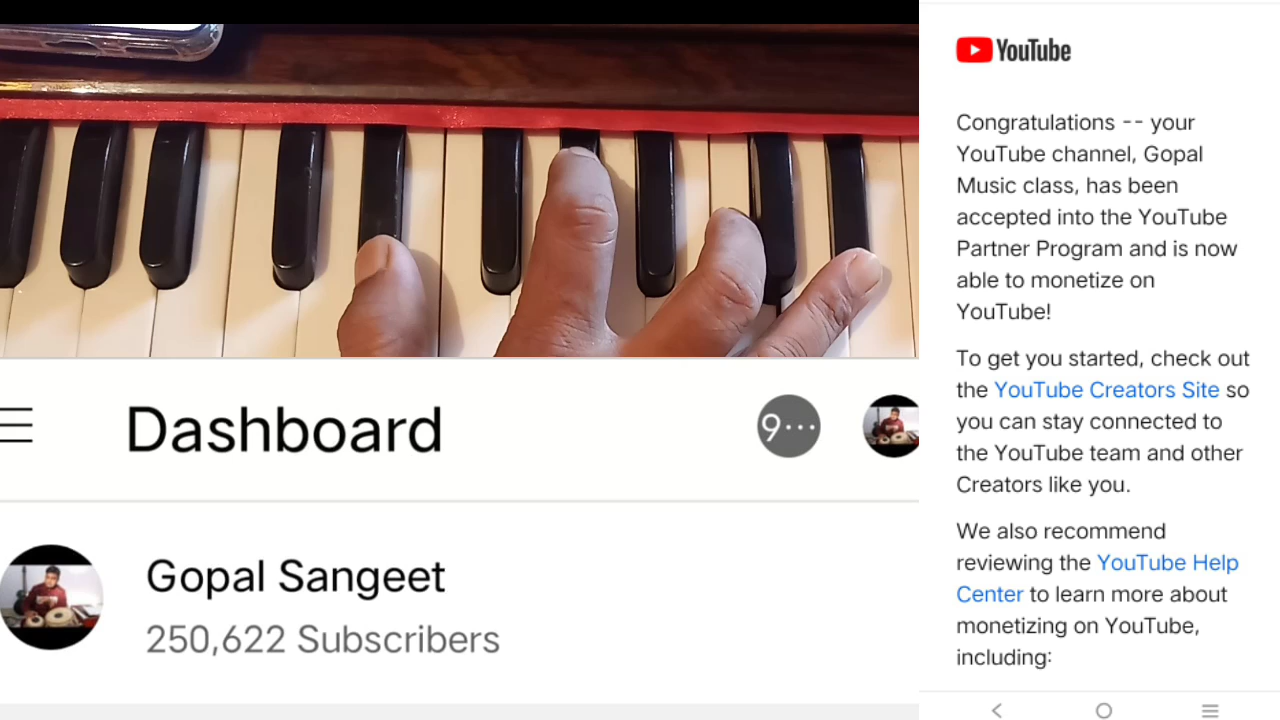 Dashboard
9···
Gopal Sangeet
250,622 Subscribers
YouTube
Congratulations -- your
YouTube channel, Gopal
Music class, has been
accepted into the YouTube
Partner Program and is now
able to monetize on
YouTube!
To get you started, check out
the YouTube Creators Site so
you can stay connected to
the YouTube team and other
Creators like you.
We also recommend
reviewing the YouTube Help
Center to learn more about
monetizing on YouTube,
including: